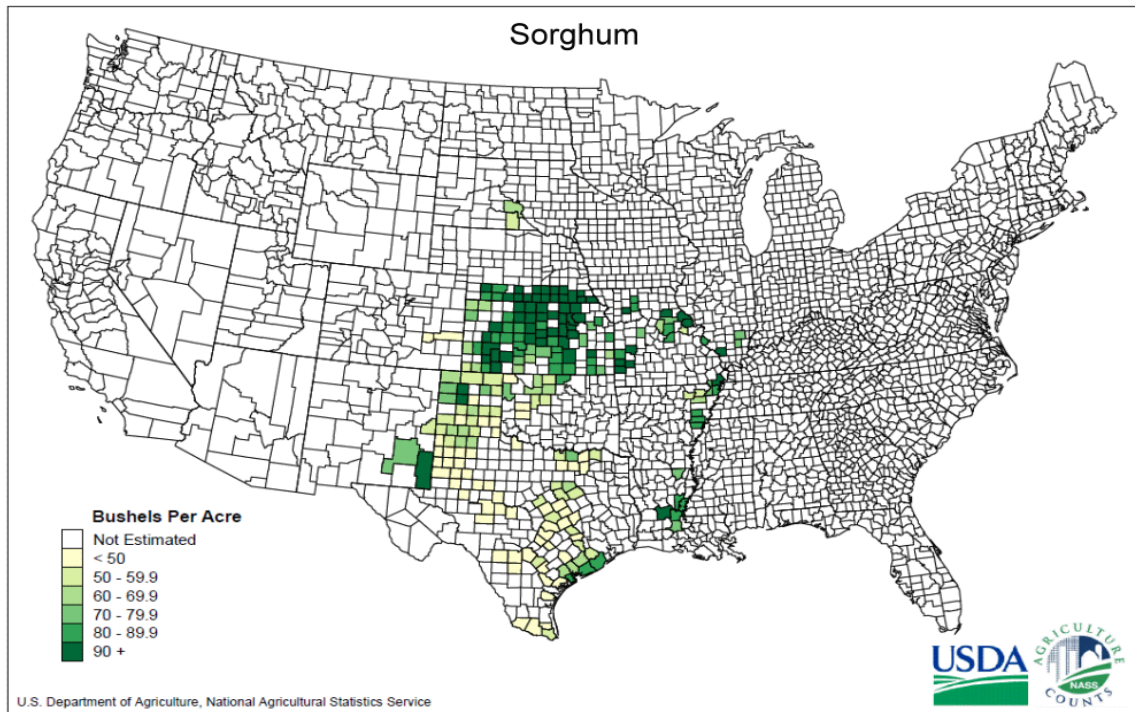 Sorghum
Bushels Per Acre
Not Estimated
< 50
50 - 59.9
60 - 69.9
70 - 79.9
80 - 89.9
90 +
USDA
AGRICULTURE
NASS
COUNTS
U.S. Department of Agriculture, National Agricultural Statistics Service